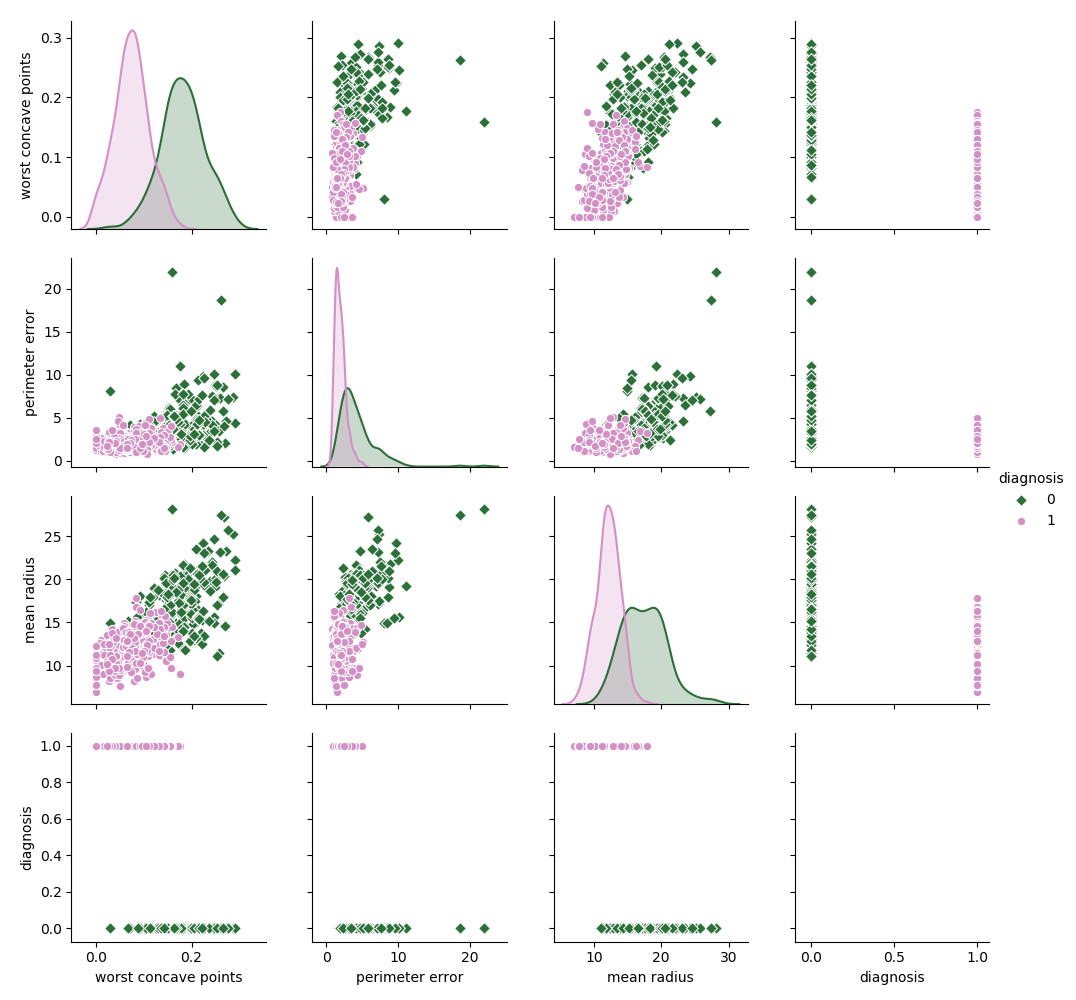 0.3
0.2
0.1
0.0
worst concave points
20
15
10
5
0
perimeter error
25
20
15
10
mean radius
diagnosis
0
1
1.0
0.8
0.6
0.4
0.2
0.0
diagnosis
0.0 0.2
0 10 20
10 20 30
0.0 1.0
worst concave points
perimeter error
mean radius
diagnosis